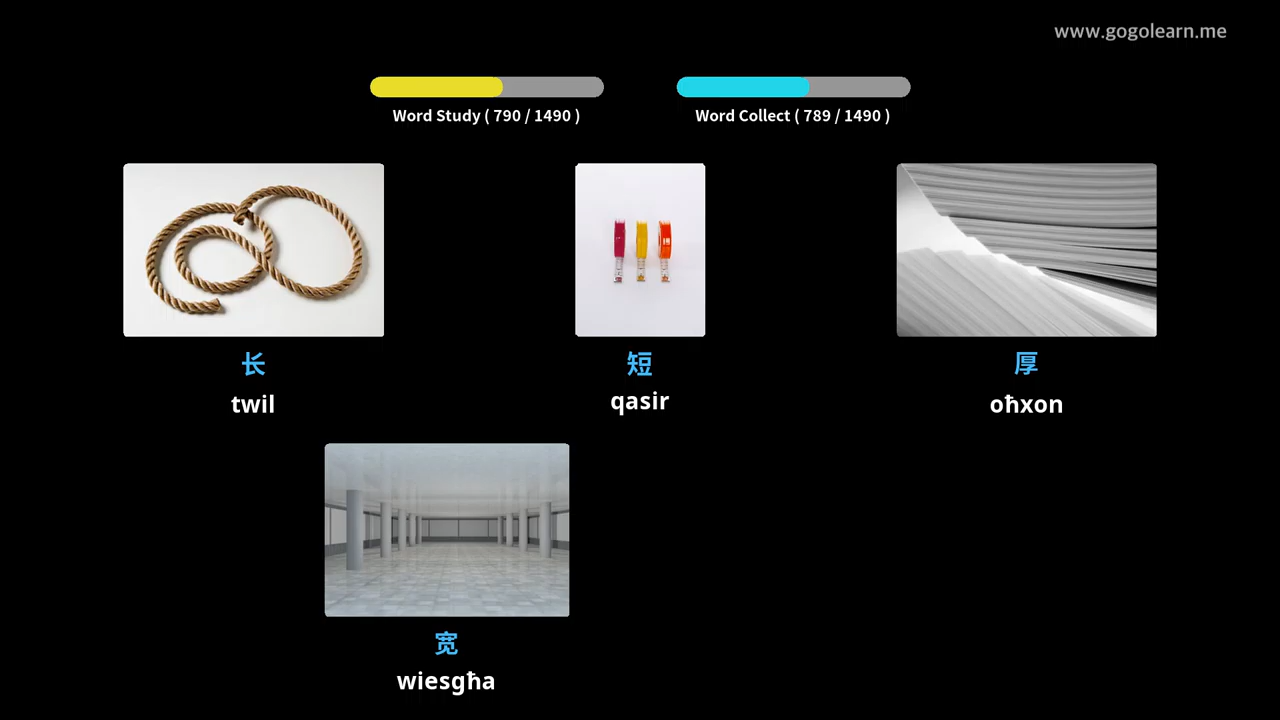 www.gogolearn.me
Word Study ( 790 / 1490 )
Word Collect ( 789 / 1490 )
长
twil
短
qasir
厚
oħxon
宽
wiesgħa